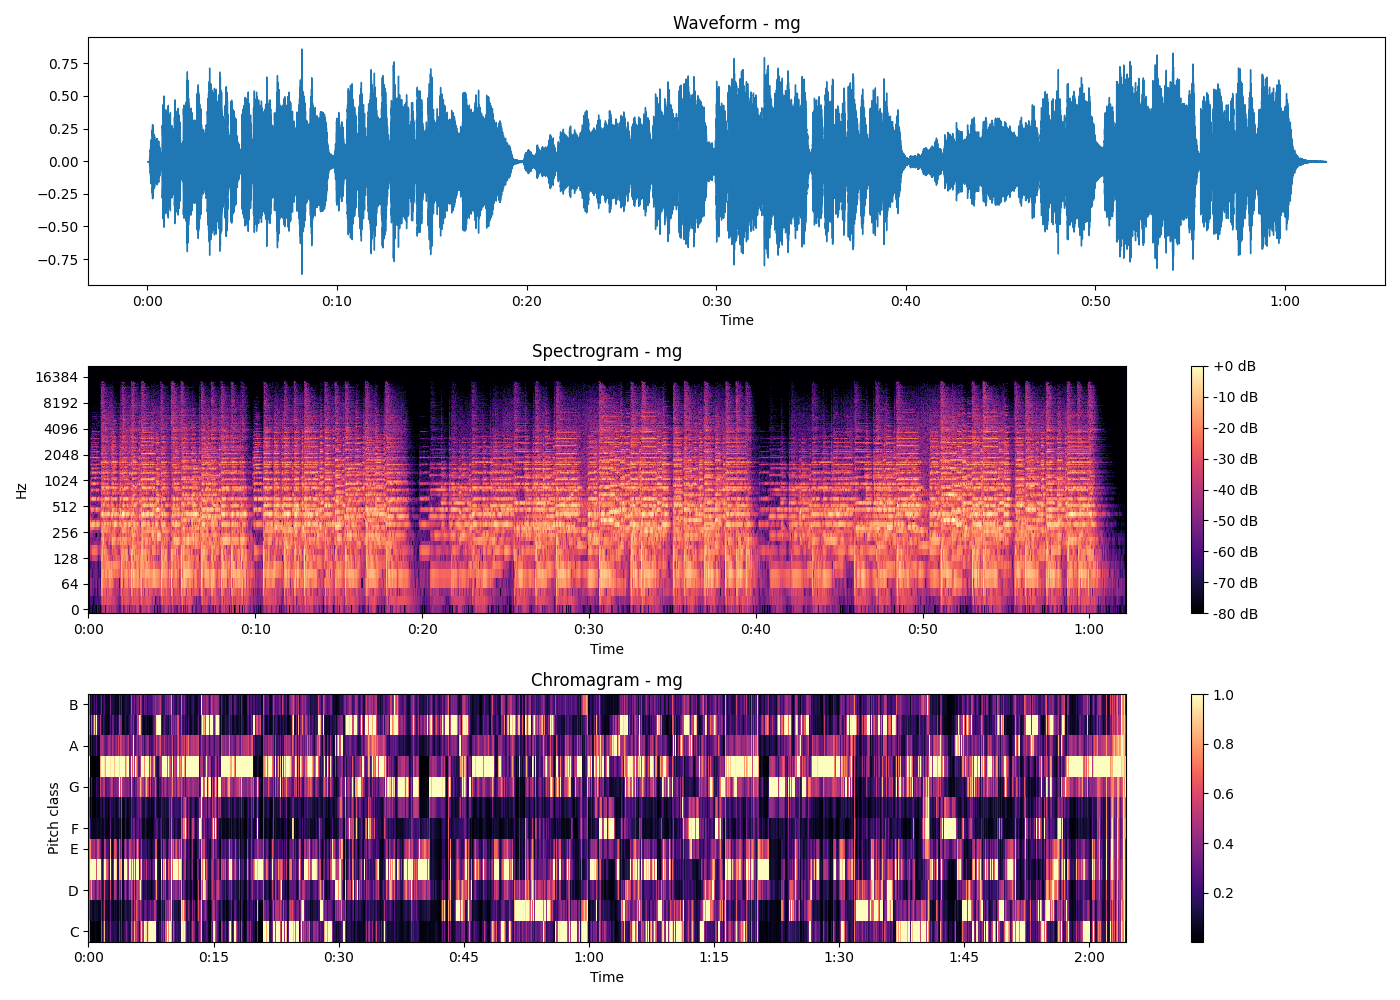 Waveform - mg
0.75
0.50
0.25
0.00
−0.25
−0.50
−0.75
0:00 0:10 0:20 0:30 0:40 0:50 1:00
Time
Spectrogram - mg
Hz
16384
8192
4096
2048
1024
512
256
128
64
0
0:00 0:10 0:20 0:30 0:40 0:50 1:00
Time
+0 dB
-10 dB
-20 dB
-30 dB
-40 dB
-50 dB
-60 dB
-70 dB
-80 dB
Chromagram - mg
Pitch class
B
A
G
F
E
D
C
0:00 0:15 0:30 0:45 1:00 1:15 1:30 1:45 2:00
Time
1.0
0.8
0.6
0.4
0.2